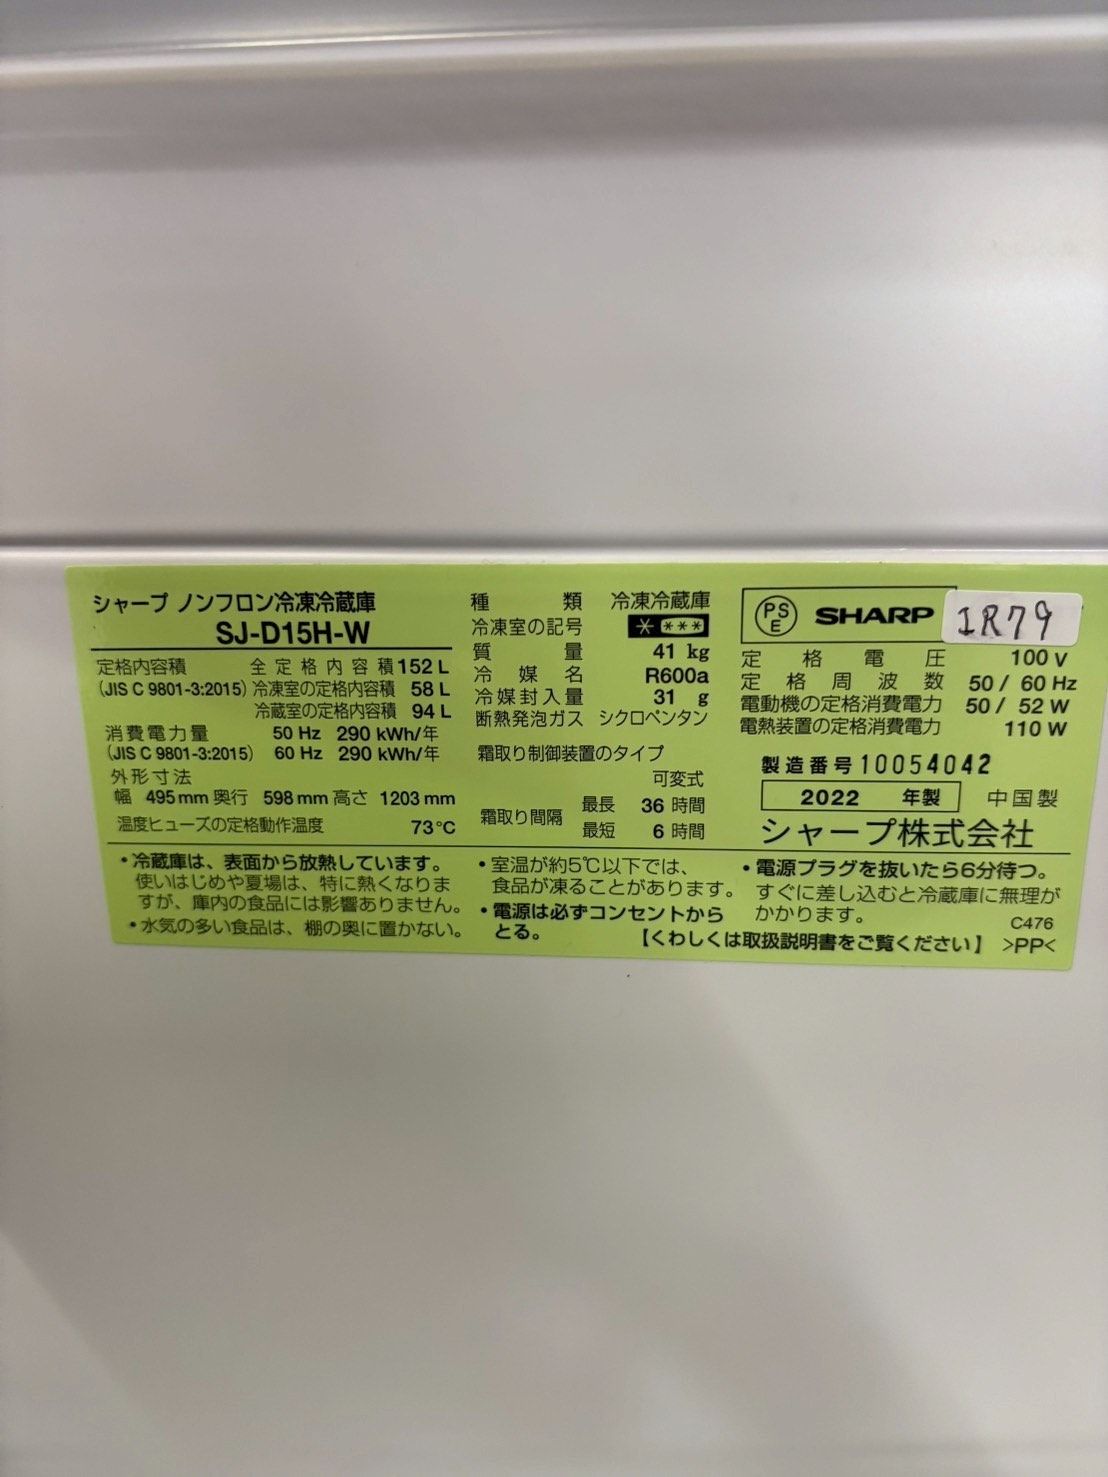 シャープ ノンフロン冷凍冷蔵庫
SJ-D15H-W
定格内容積 全定格内容積 152 L
(JIS C 9801-3:2015) 冷凍室の定格内容積 58 L
冷蔵室の定格内容積 94 L
消費電力量 50 Hz 290 kWh/年
(JIS C 9801-3:2015) 60 Hz 290 kWh/年
外形寸法
幅 495 mm 奥行 598 mm 高さ 1203 mm
温度ヒューズの定格動作温度 73℃
種類 冷凍冷蔵庫
冷凍室の記号 * ***
質量 41 kg
冷媒名 R600a
冷媒封入量 31 g
断熱発泡ガス シクロペンタン
霜取り制御装置のタイプ
可変式
霜取り間隔 最長 36 時間
最短 6 時間
PSE SHARP 1R79
定格電圧 100 V
定格周波数 50 / 60 Hz
電動機の定格消費電力 50 / 52 W
電熱装置の定格消費電力 110 W
製造番号 10054042
2022 年製 中国製
シャープ株式会社
・冷蔵庫は、表面から放熱しています。
使いはじめや夏場は、特に熱くなりま
すが、庫内の食品には影響ありません。
・水気の多い食品は、棚の奥に置かない。
・室温が約5℃以下では、
食品が凍ることがあります。
・電源は必ずコンセントから
とる。
・電源プラグを抜いたら6分待つ。
すぐに差し込むと冷蔵庫に無理が
かかります。
C476
【くわしくは取扱説明書をご覧ください】 >PP<